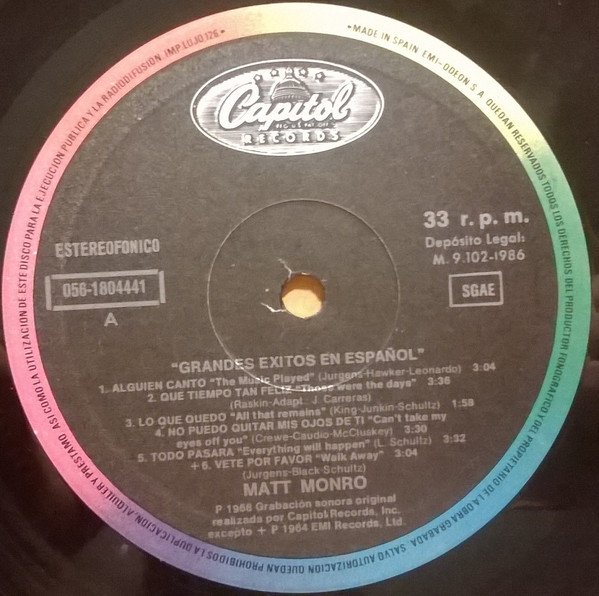 • MADE IN SPAIN EMI-ODEON S A QUEDAN RESERVADOS TODOS LOS DERECHOS DEL PRODUCTOR FONOGRAFICO Y DEL PROPIETARIO DE LA OBRA GRABADA. SALVO AUTORIZACION QUEDAN PROHIBIDOS LA DUPLICACION, ALQUILER Y PRESTAMO ASI COMO LA UTILIZACION DE ESTE DISCO PARA LA EJECUCION PUBLICA Y LA RADIODIFUSION. IMP. LUJO, 126 •
Capitol
RECORDS
33 r. p. m.
Depósito Legal:
M. 9.102-1986
ESTEREOFONICO
056-1804441
A
SGAE
"GRANDES EXITOS EN ESPAÑOL"
1. ALGUIEN CANTO "The Music Played" (Jurgens-Hawker-Leonardo) 3:04
2. QUE TIEMPO TAN FELIZ "Those were the days" 3:36
(Raskin-Adapt. J. Carreras)
3. LO QUE QUEDO "All that remains" (King-Junkin-Schultz) 1:58
4. NO PUEDO QUITAR MIS OJOS DE TI "Can't take my
eyes off you" (Crewe-Caudio-McCluskey) 3:30
5. TODO PASARA "Everything will happen" (L. Schultz) 3:32
+ 6. VETE POR FAVOR "Walk Away" 3:04
(Jurgens-Black-Schultz)
MATT MONRO
P 1968 Grabación sonora original
realizada por Capitol Records, Inc.
excepto + P 1964 EMI Records, Ltd.